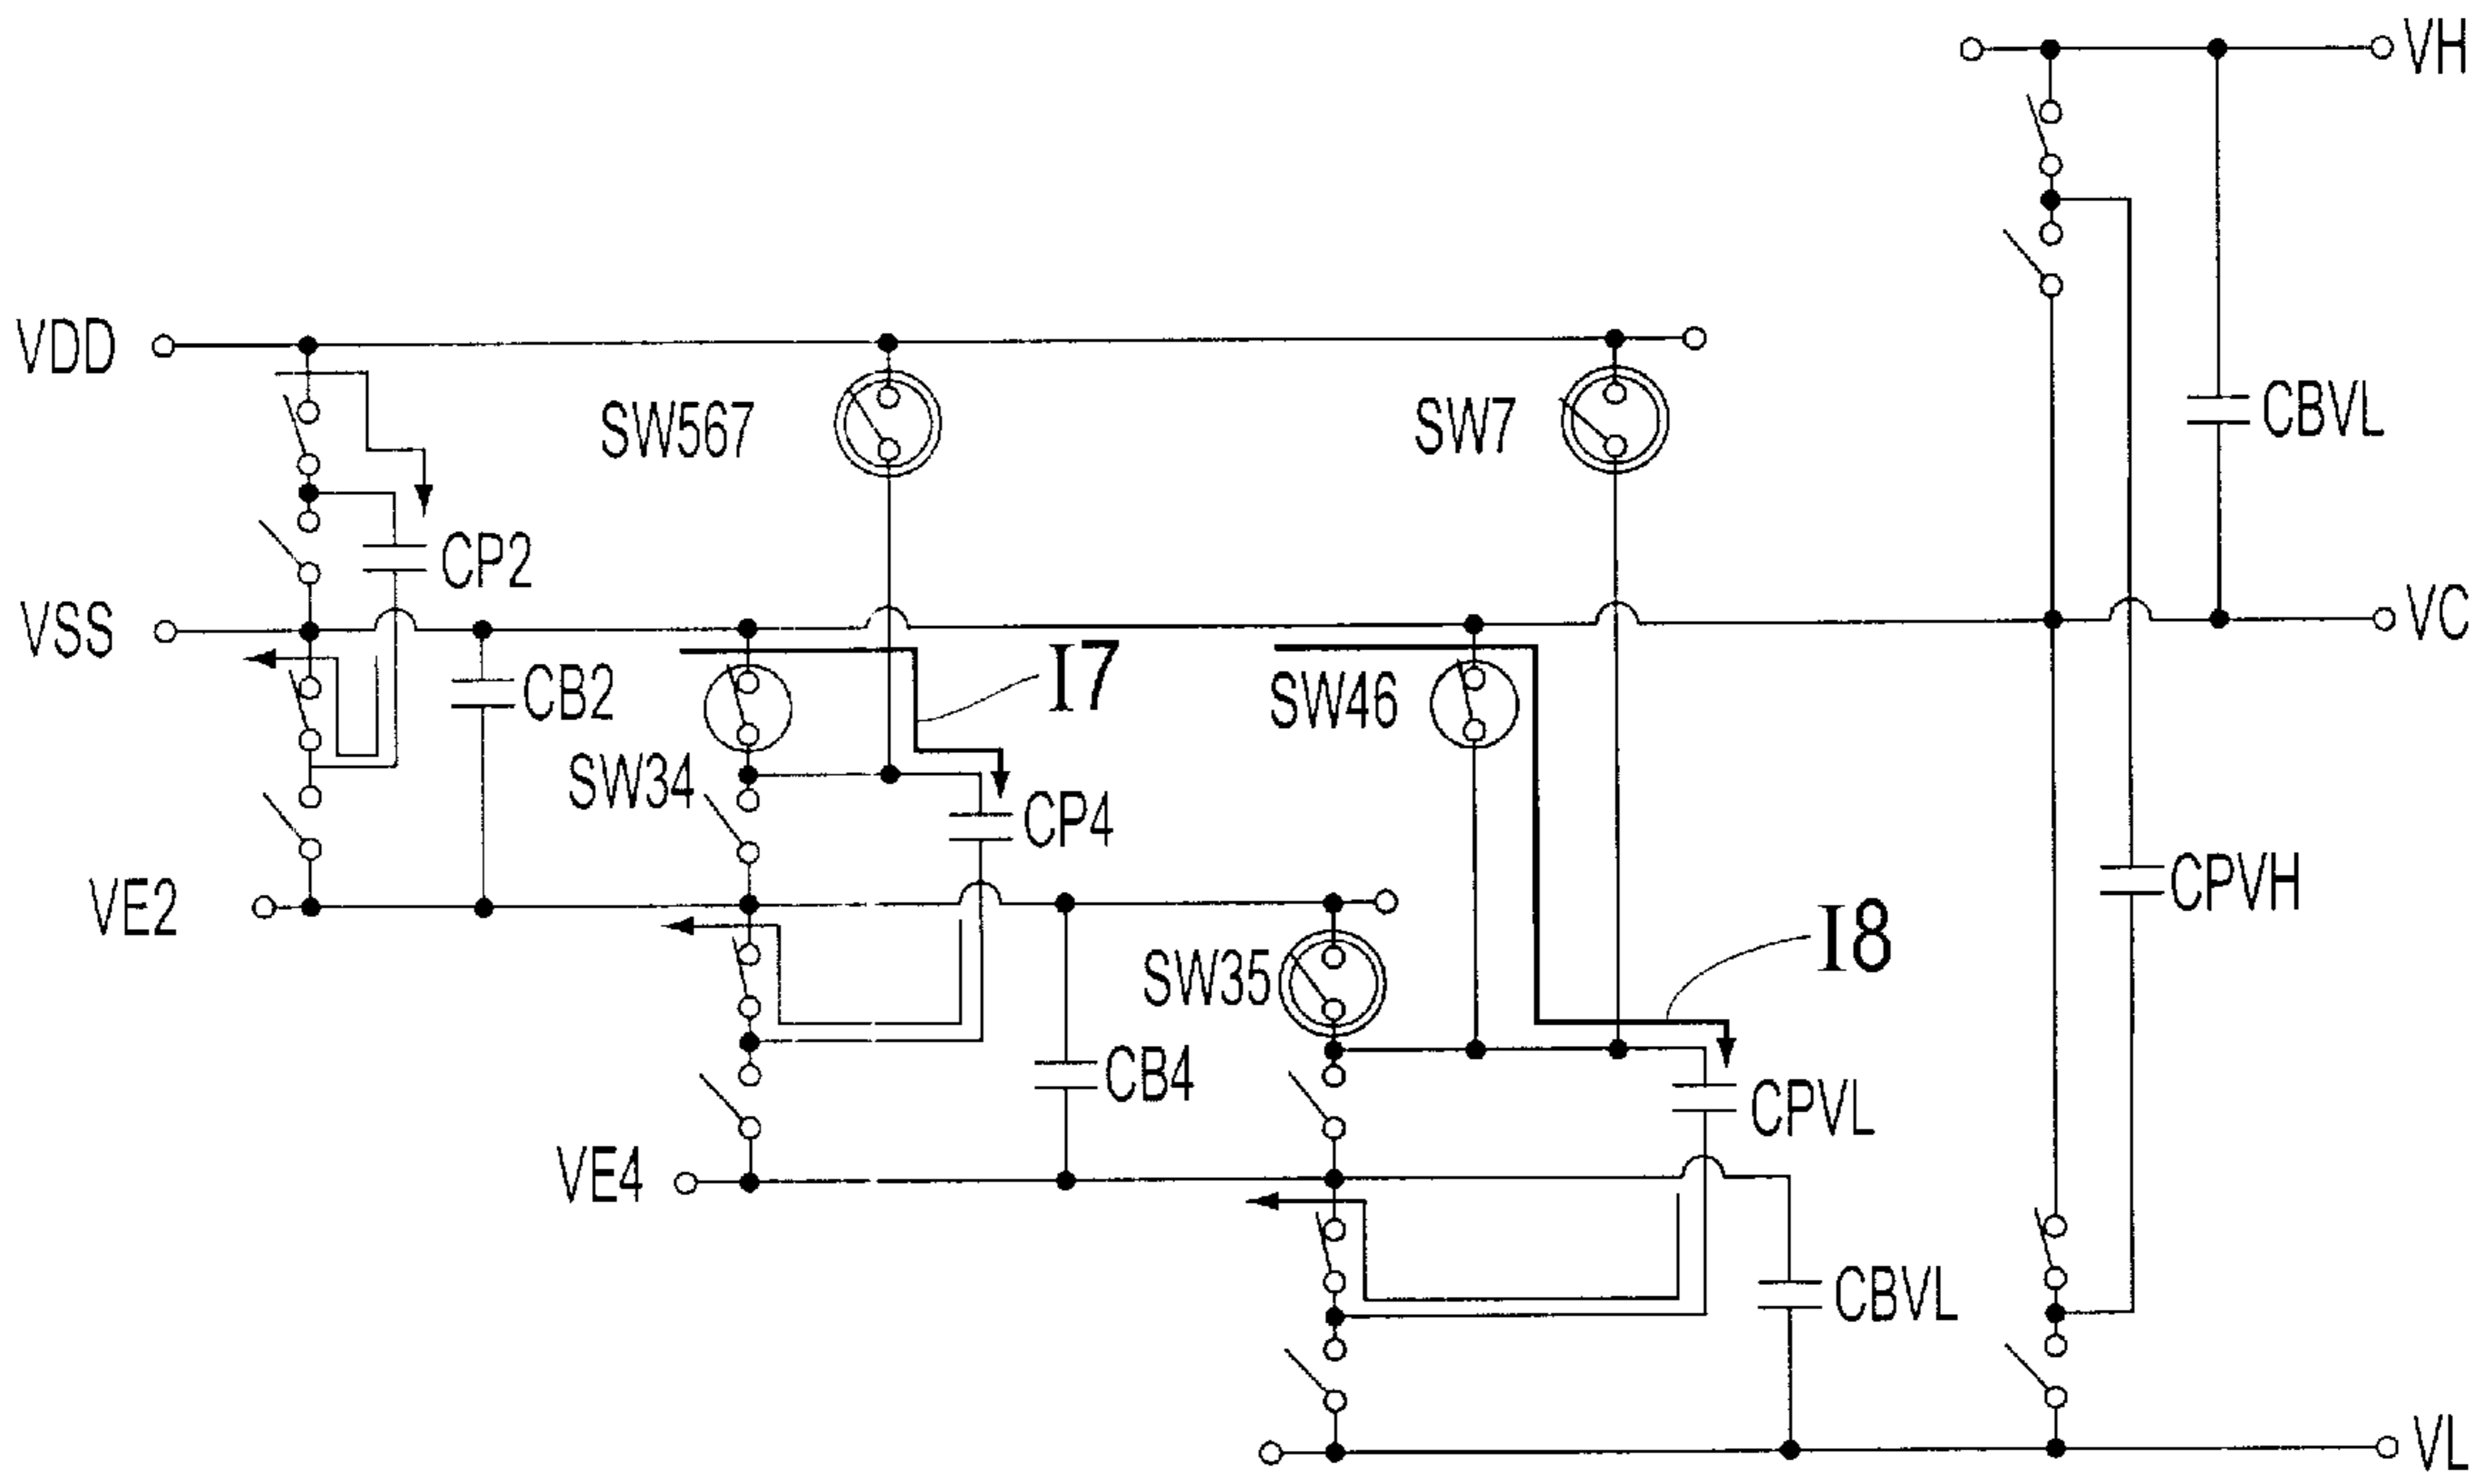 VH
VDD
SW567
SW7
CBVL
CP2
VSS
VC
CB2
I7
SW46
SW34
CP4
CPVH
VE2
I8
SW35
CB4
CPVL
VE4
CBVL
VL